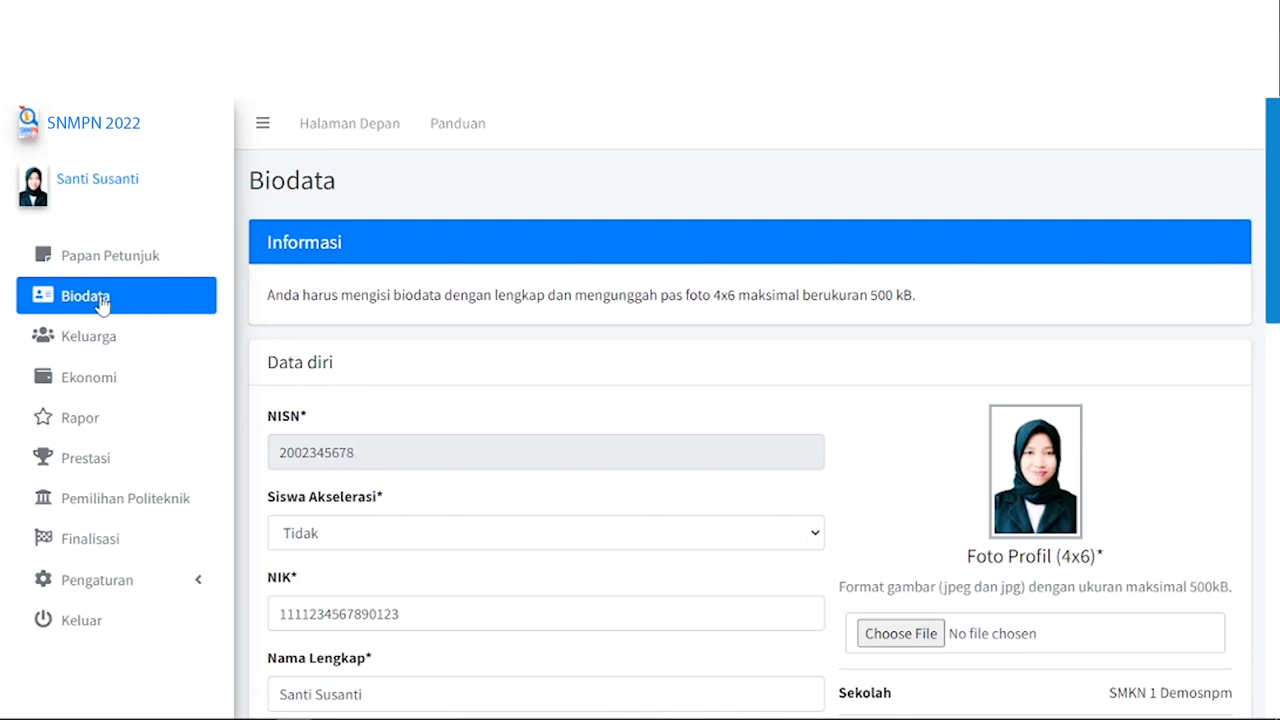 SNMPN 2022
Santi Susanti
Papan Petunjuk
Biodata
Keluarga
Ekonomi
Rapor
Prestasi
Pemilihan Politeknik
Finalisasi
Pengaturan
Keluar
Halaman Depan
Panduan
Biodata
Informasi
Anda harus mengisi biodata dengan lengkap dan mengunggah pas foto 4x6 maksimal berukuran 500 kB.
Data diri
NISN*
2002345678
Siswa Akselerasi*
Tidak
NIK*
1111234567890123
Nama Lengkap*
Santi Susanti
Foto Profil (4x6)*
Format gambar (jpeg dan jpg) dengan ukuran maksimal 500kB.
Choose File No file chosen
Sekolah SMKN 1 Demosnpm